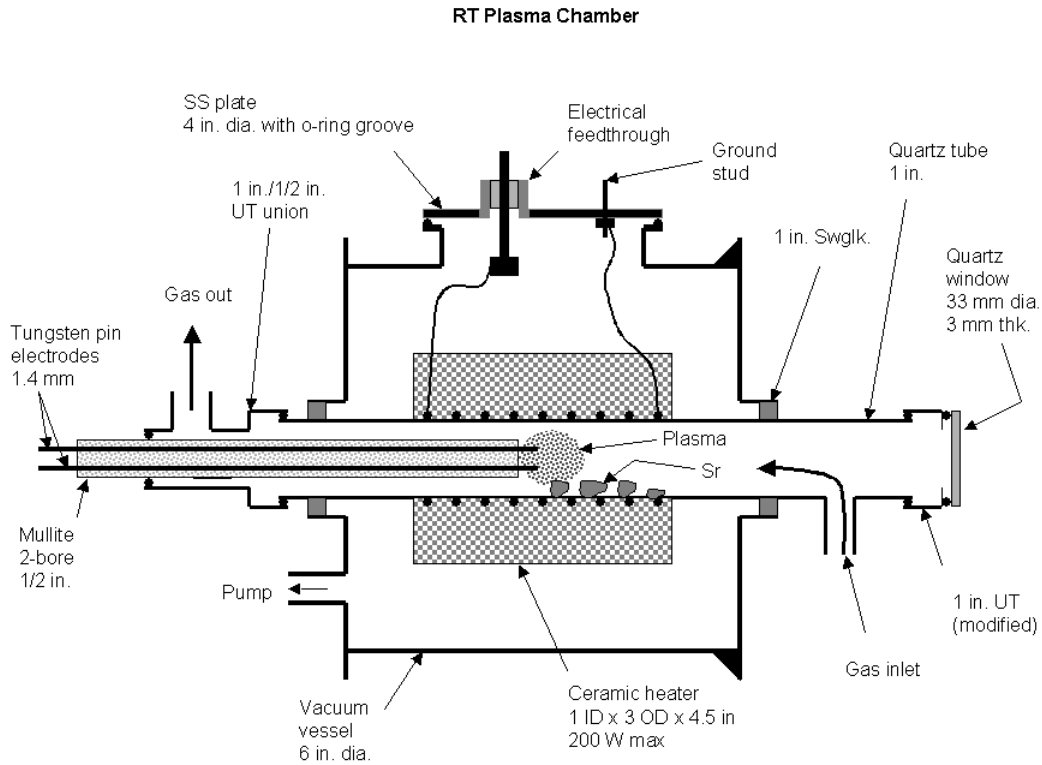 RT Plasma Chamber
SS plate
4 in. dia. with o-ring groove
Electrical
feedthrough
Ground
stud
Quartz tube
1 in.
1 in./1/2 in.
UT union
1 in. Swglk.
Quartz
window
33 mm dia.
3 mm thk.
Gas out
Tungsten pin
electrodes
1.4 mm
Plasma
Sr
Mullite
2-bore
1/2 in.
Pump
1 in. UT
(modified)
Gas inlet
Vacuum
vessel
6 in. dia.
Ceramic heater
1 ID x 3 OD x 4.5 in
200 W max